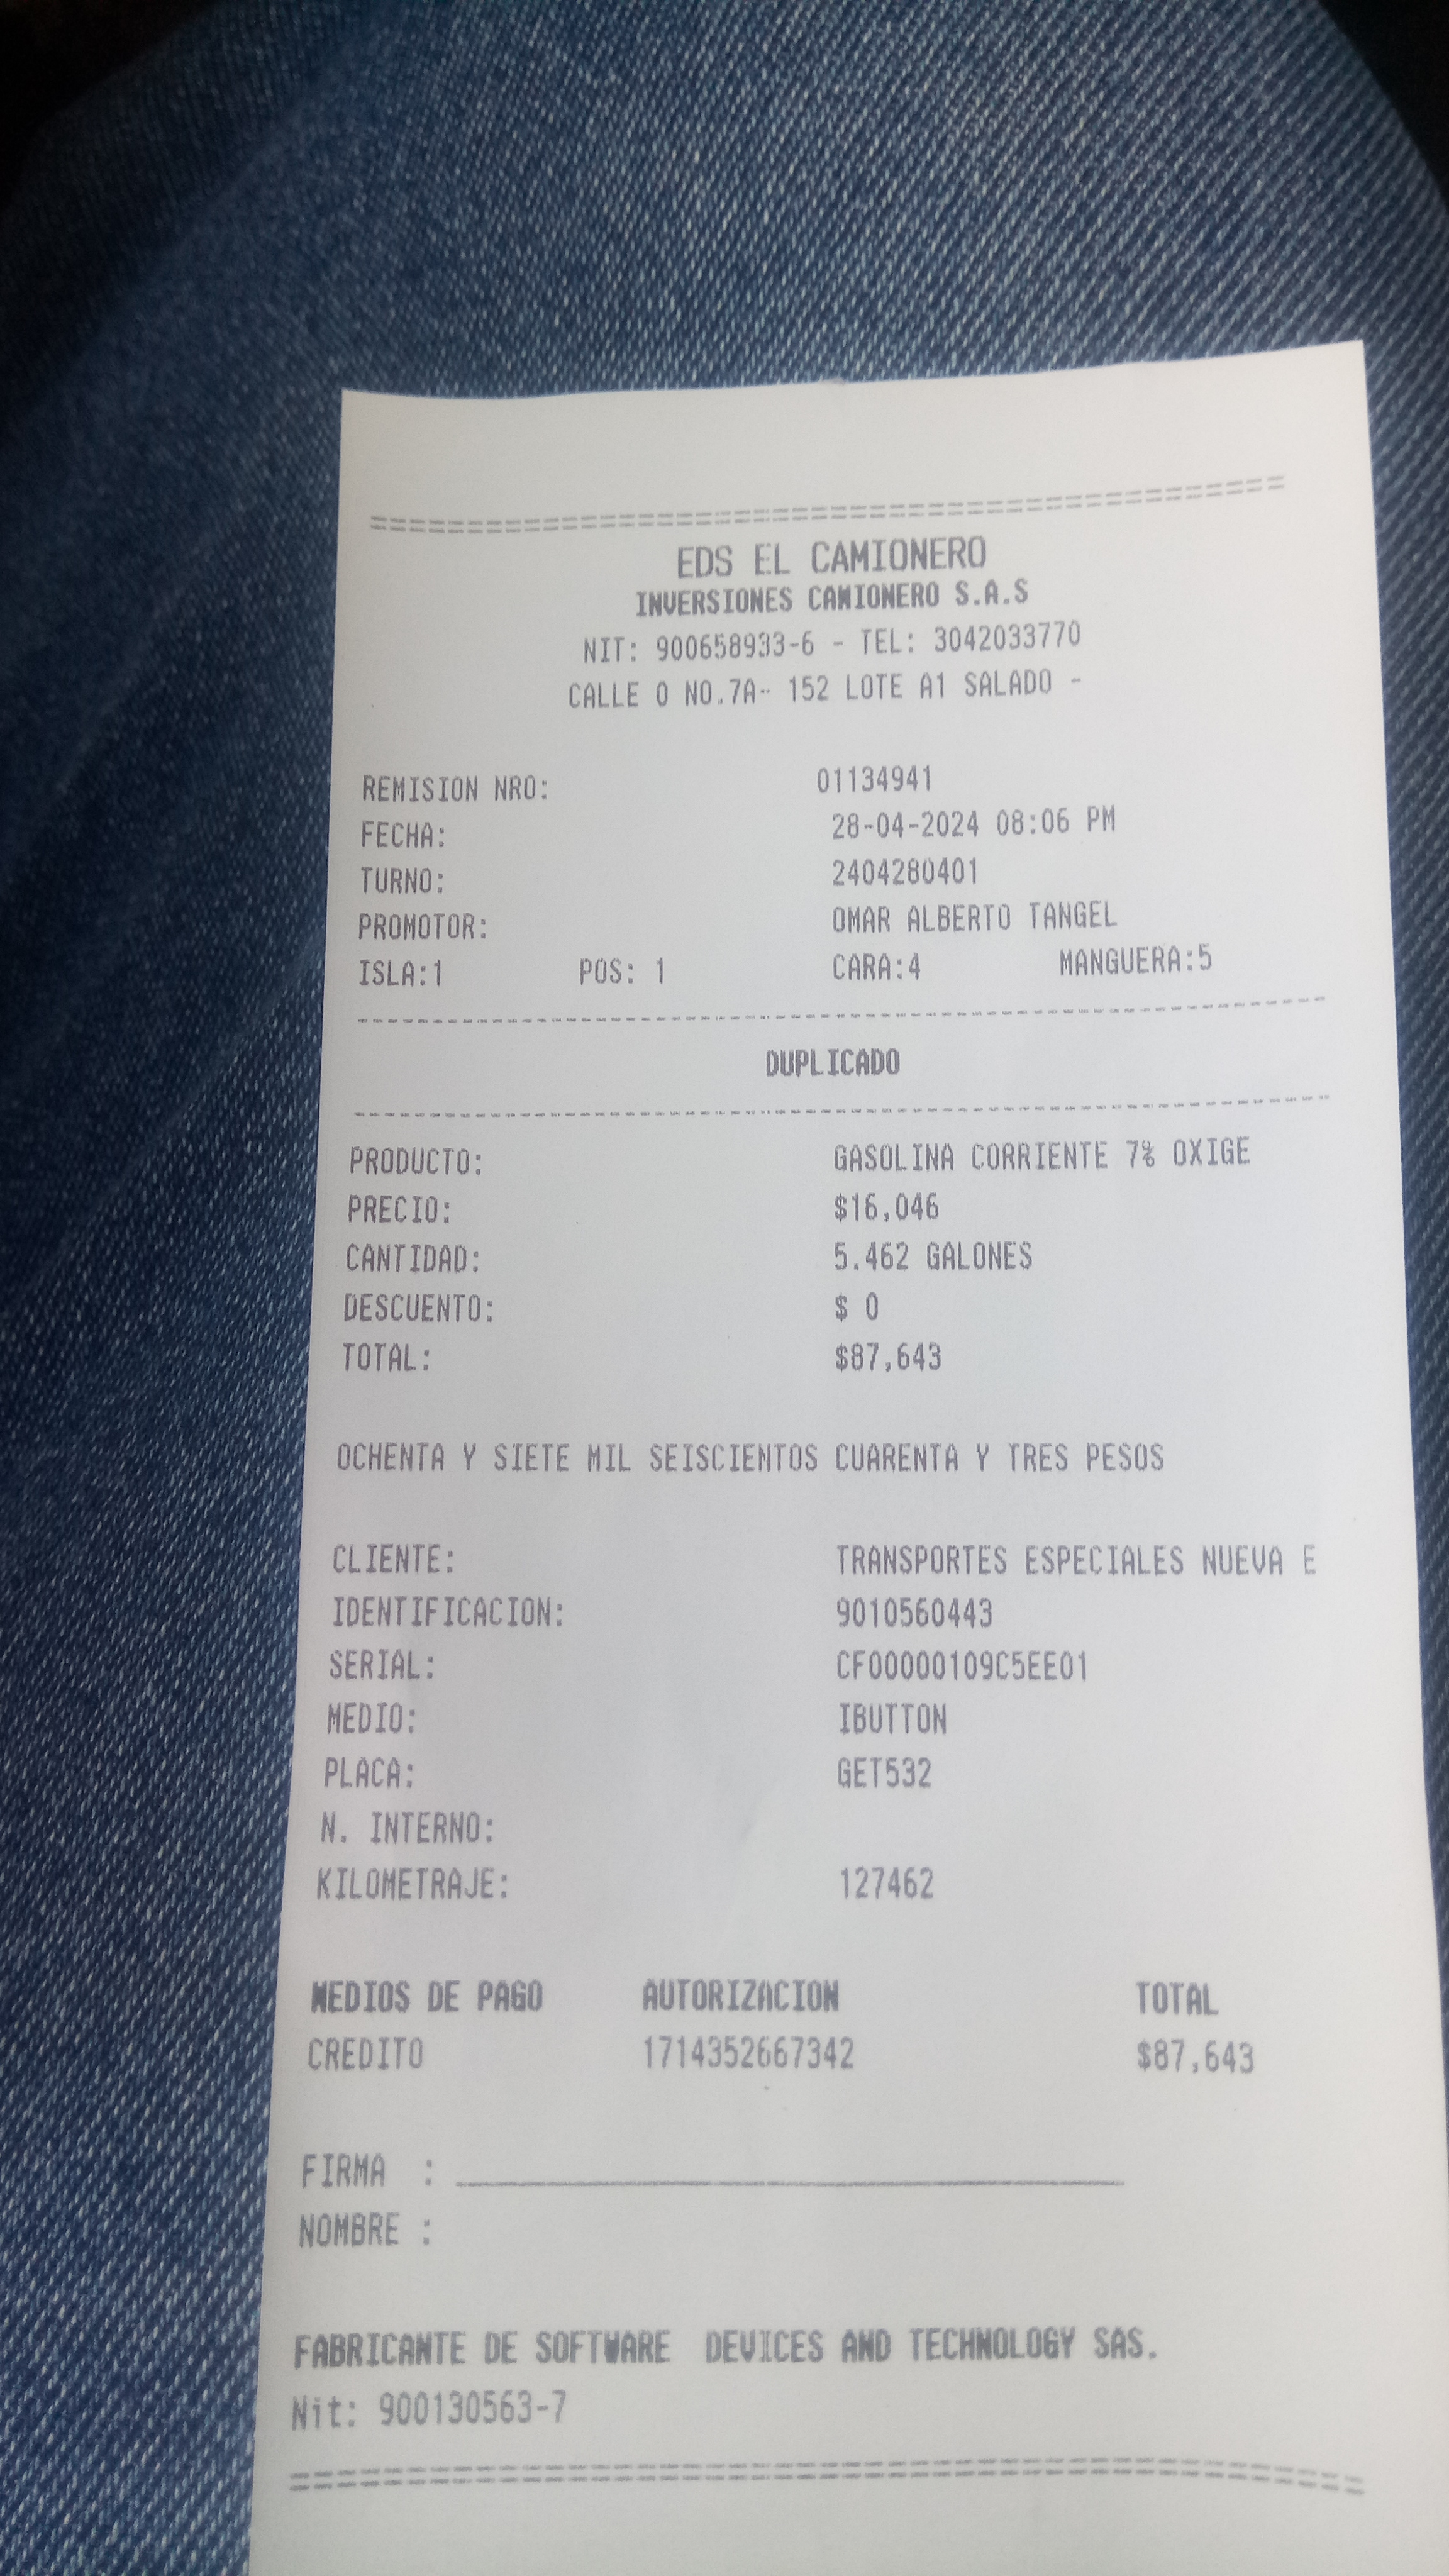 EDS EL CAMIONERO
INVERSIONES CAMIONERO S.A.S
NIT: 900658933-6 - TEL: 3042033770
CALLE 0 NO.7A- 152 LOTE A1 SALADO -
REMISION NRO: 01134941
FECHA: 28-04-2024 08:06 PM
TURNO: 2404280401
PROMOTOR: OMAR ALBERTO TANGEL
ISLA:1 POS: 1 CARA:4 MANGUERA:5
DUPLICADO
PRODUCTO: GASOLINA CORRIENTE 7% OXIGE
PRECIO: $16,046
CANTIDAD: 5.462 GALONES
DESCUENTO: $ 0
TOTAL: $87,643
OCHENTA Y SIETE MIL SEISCIENTOS CUARENTA Y TRES PESOS
CLIENTE: TRANSPORTES ESPECIALES NUEVA E
IDENTIFICACION: 9010560443
SERIAL: CF00000109C5EE01
MEDIO: IBUTTON
PLACA: GET532
N. INTERNO:
KILOMETRAJE: 127462
MEDIOS DE PAGO AUTORIZACION TOTAL
CREDITO 1714352667342 $87,643
FIRMA :
NOMBRE :
FABRICANTE DE SOFTWARE DEVICES AND TECHNOLOGY SAS.
Nit: 900130563-7